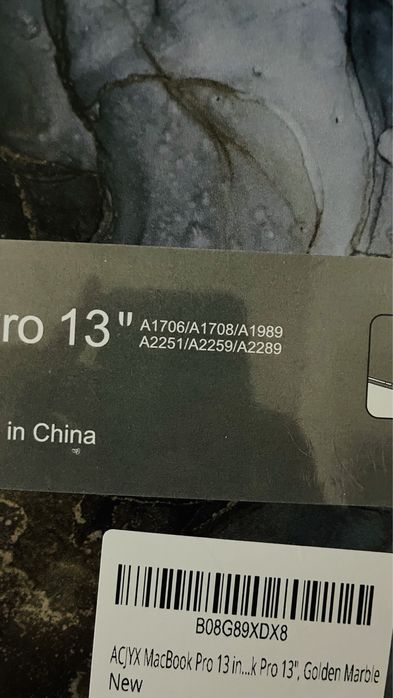 ro 13" A1706/A1708/A1989
A2251/A2259/A2289
in China
B08G89XDX8
ACJYX MacBook Pro 13 in...k Pro 13", Golden Marble
New